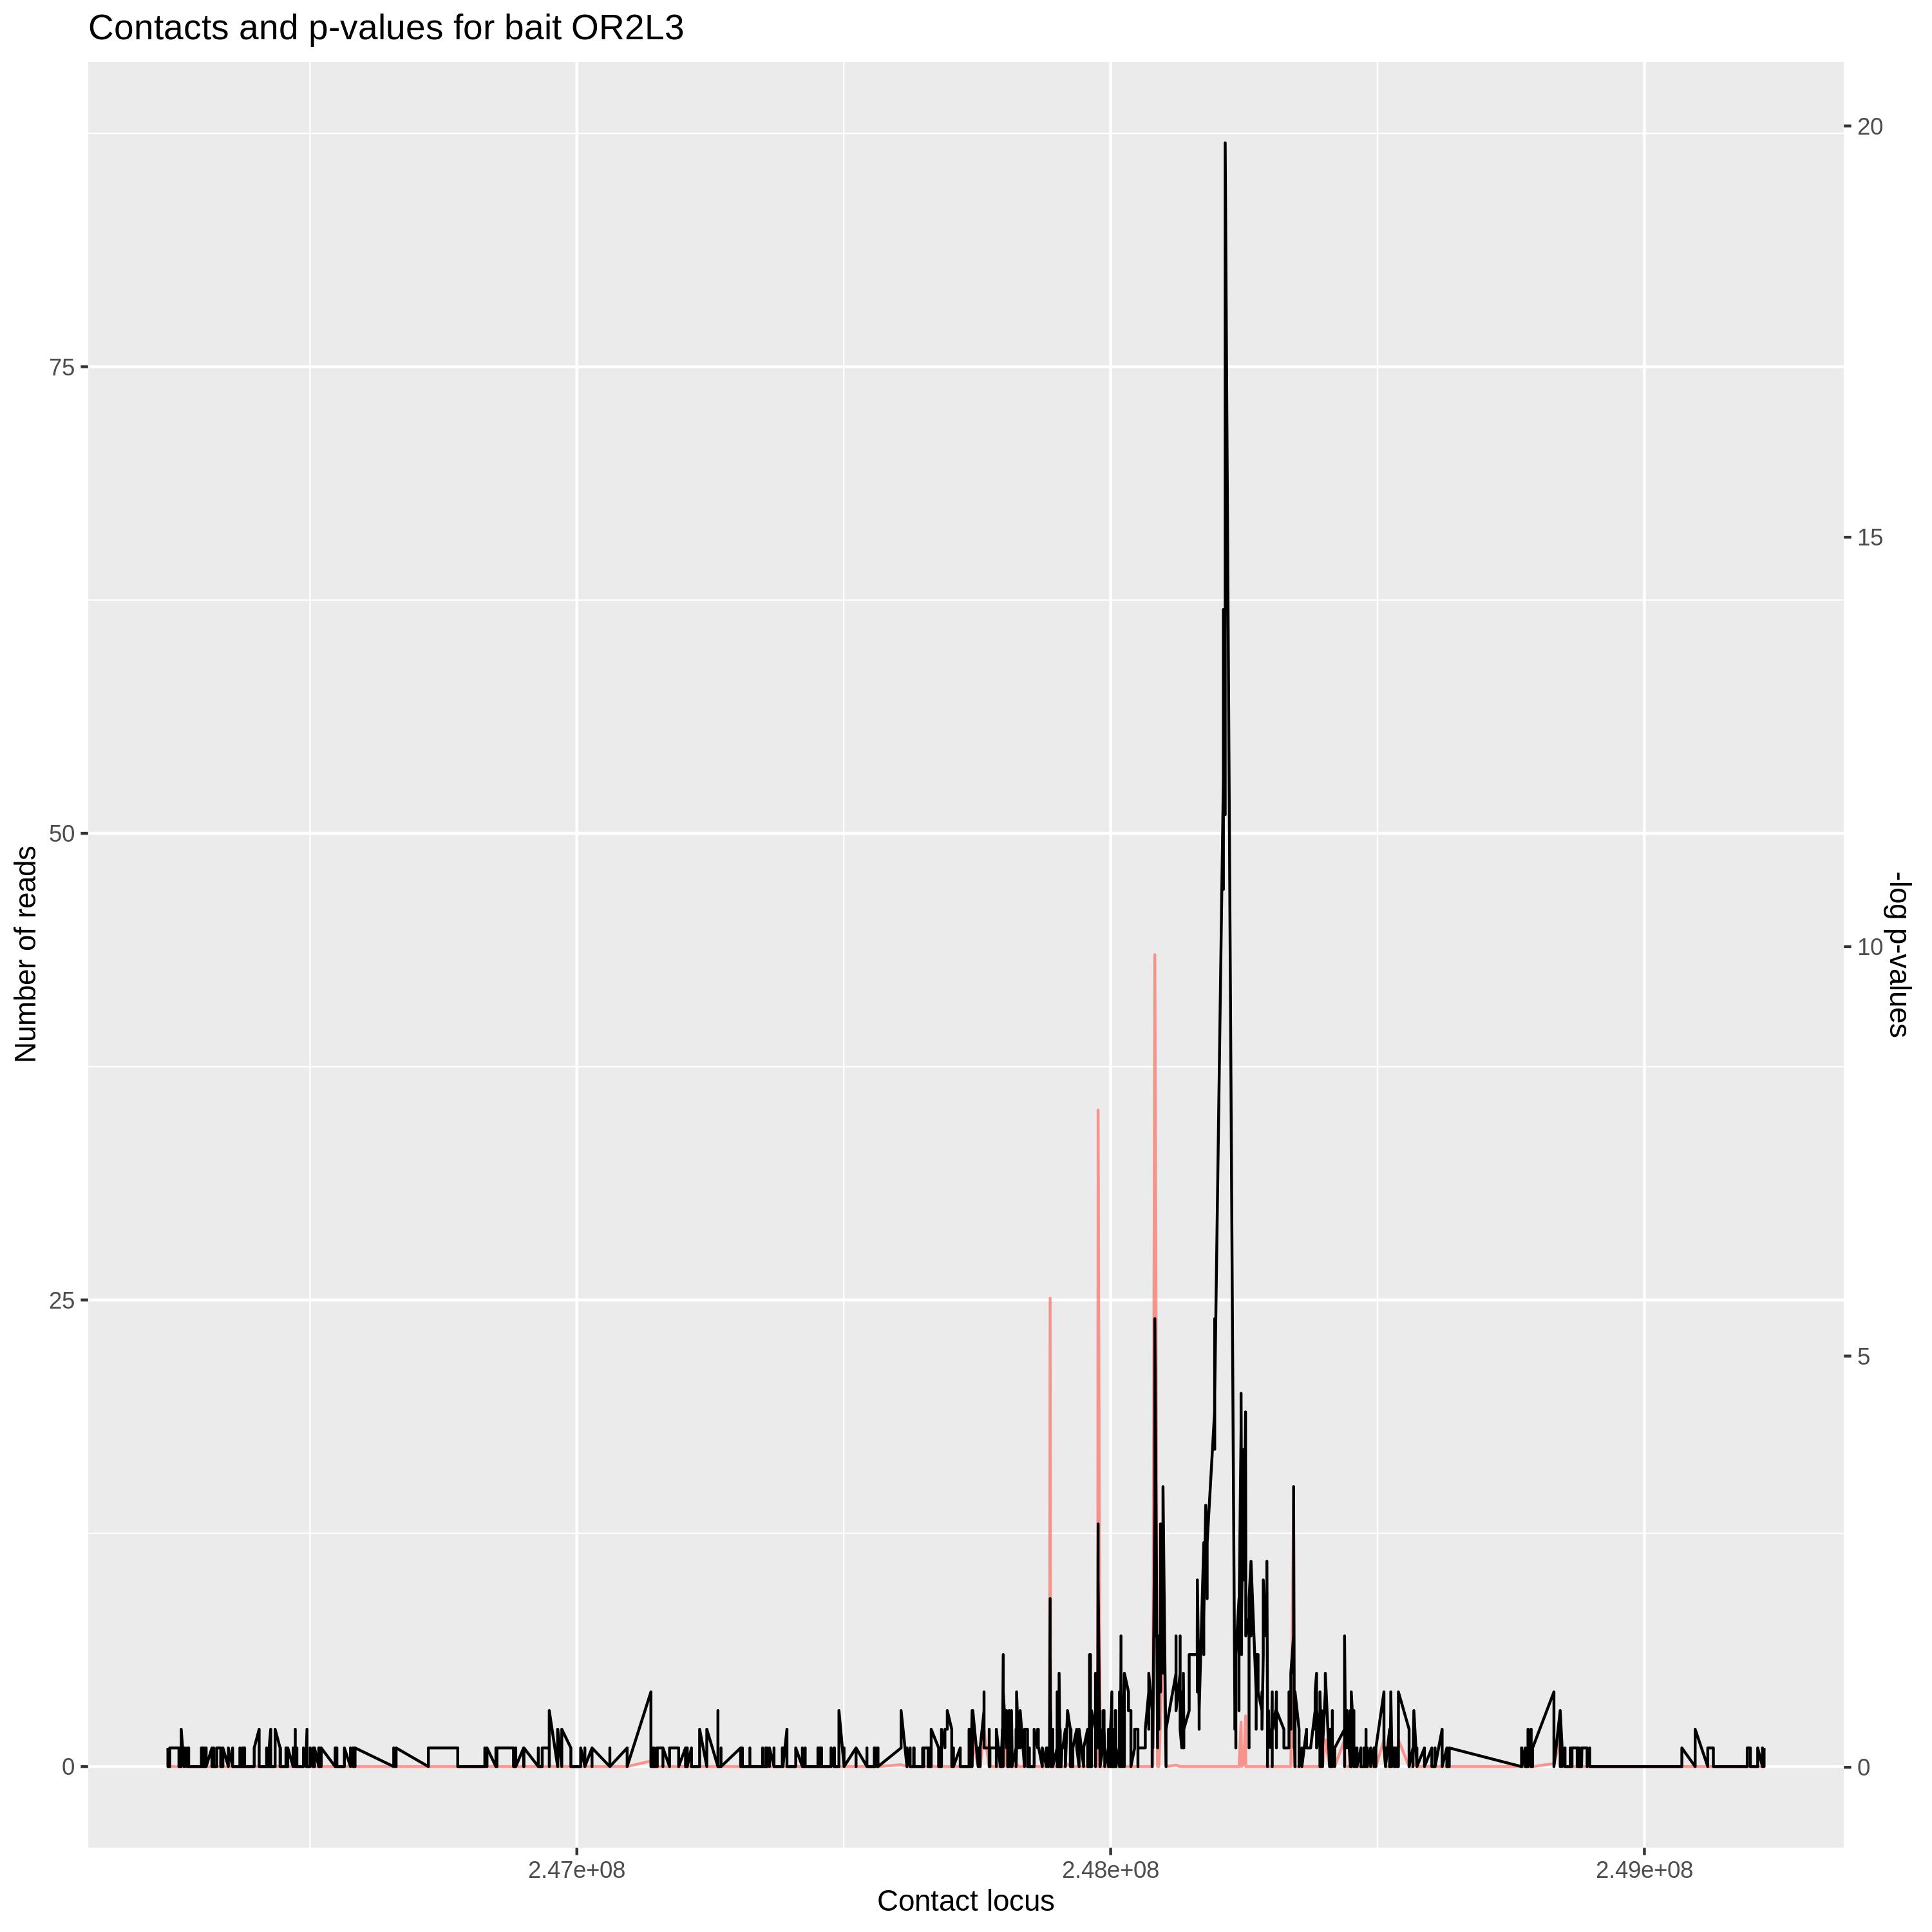 Contacts and p-values for bait OR2L3
20
75
15
50
Number of reads
-log p-values
10
25
5
0
0
2.47e+08
2.48e+08
2.49e+08
Contact locus